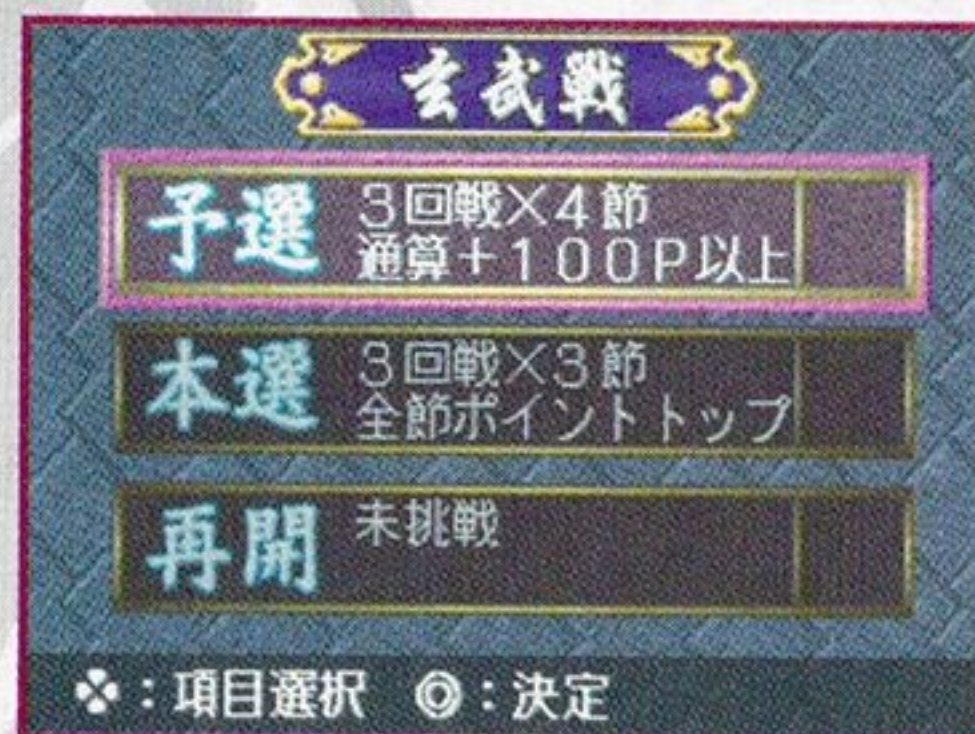 玄武戦
予選
3回戦×4節
通算+100P以上
本選
3回戦×3節
全節ポイントトップ
再開
未挑戦
：項目選択 ◎：決定